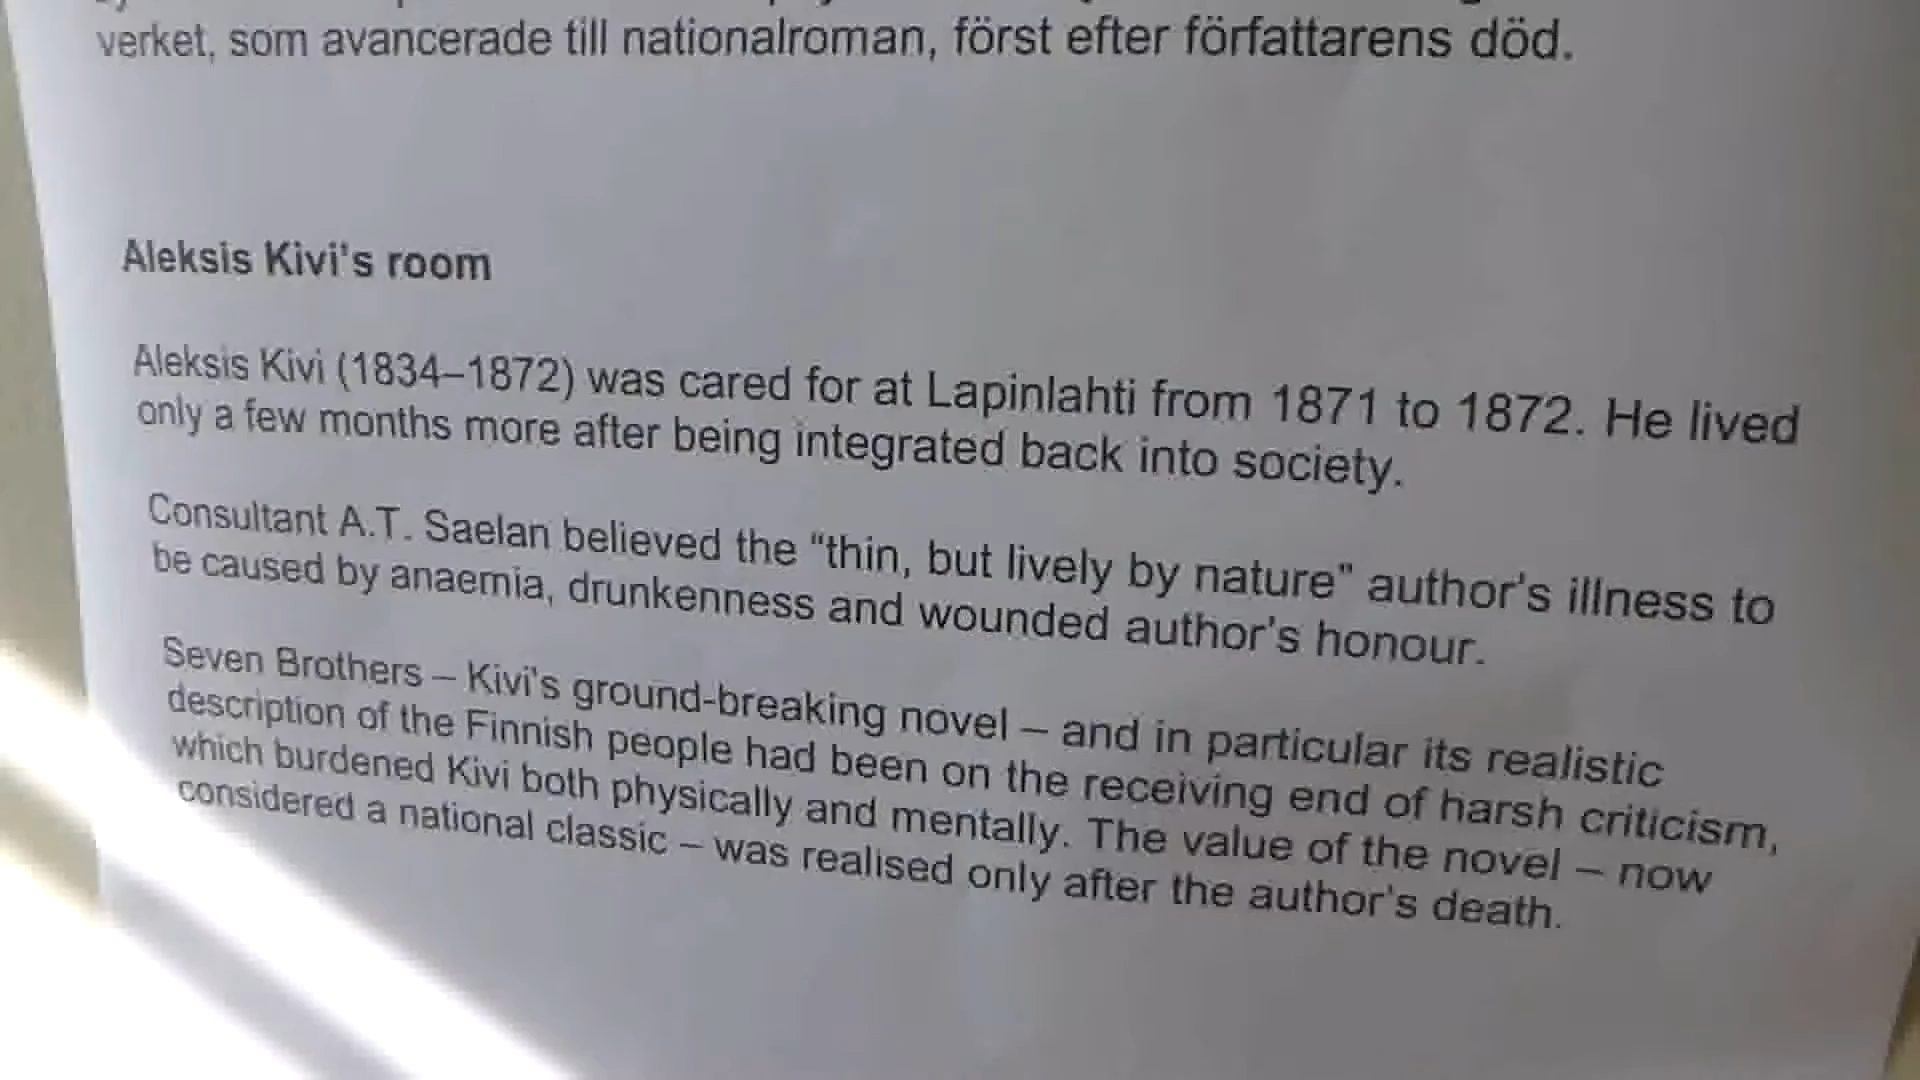 verket, som avancerade till nationalroman, först efter författarens död.
Aleksis Kivi's room
Aleksis Kivi (1834–1872) was cared for at Lapinlahti from 1871 to 1872. He lived
only a few months more after being integrated back into society.
Consultant A.T. Saelan believed the "thin, but lively by nature" author's illness to
be caused by anaemia, drunkenness and wounded author's honour.
Seven Brothers – Kivi's ground-breaking novel – and in particular its realistic
description of the Finnish people had been on the receiving end of harsh criticism,
which burdened Kivi both physically and mentally. The value of the novel – now
considered a national classic – was realised only after the author's death.